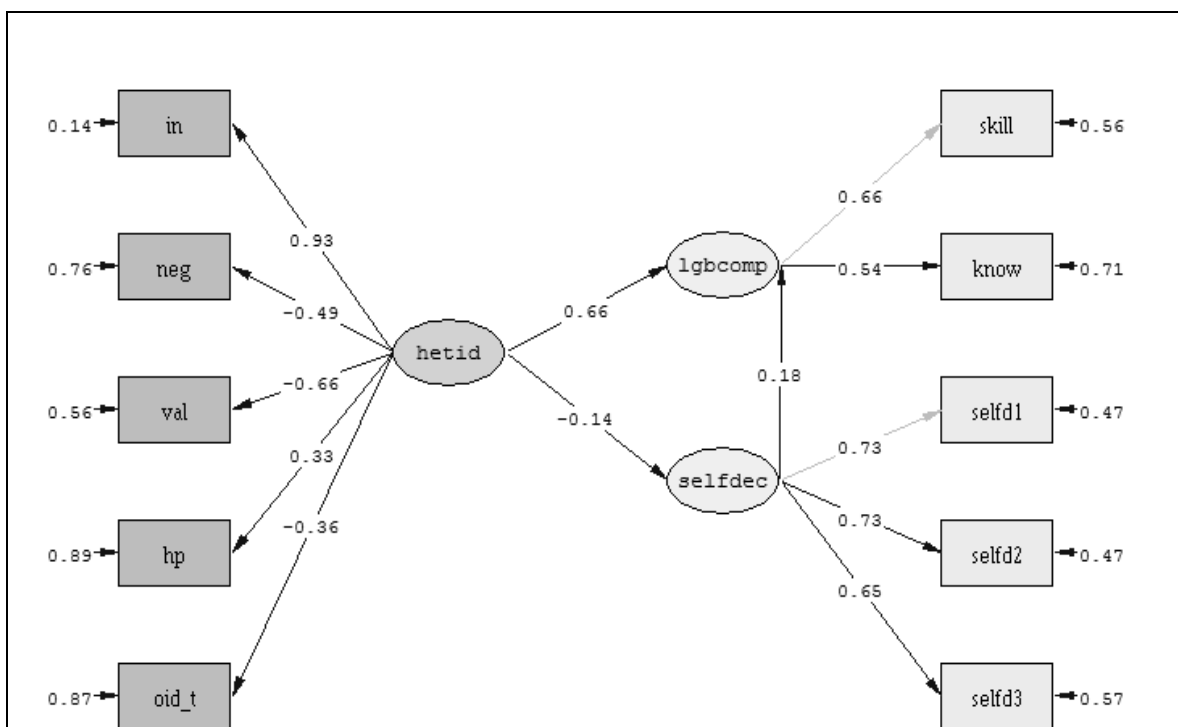 0.14 in 0.93 skill 0.56
0.66
0.76 neg -0.49 lgbcomp 0.54 know 0.71
0.66
hetid
0.56 val -0.66 0.18 selfd1 0.47
-0.14 0.73
0.33 selfdec
-0.36 0.73
0.89 hp selfd2 0.47
0.65
0.87 oid_t selfd3 0.57